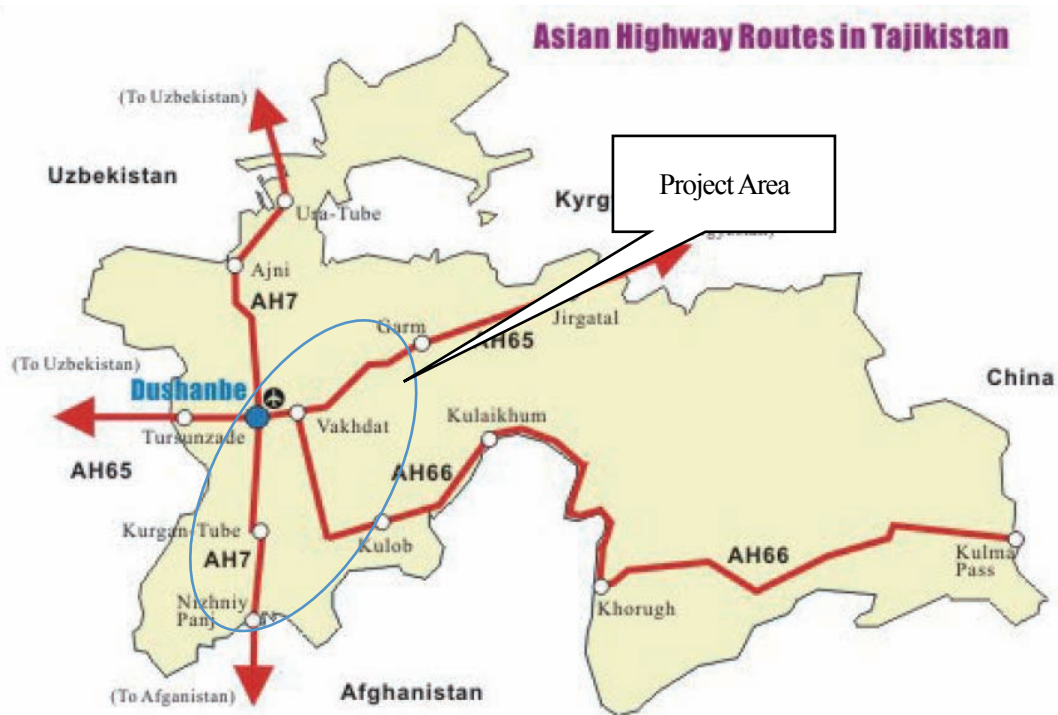 Asian Highway Routes in Tajikistan
(To Uzbekistan)
Uzbekistan
Project Area
Kyrg
Ura-Tube
Ajni
AH7
Jirgatal
Garm
AH65
(To Uzbekistan)
Dushanbe
China
Vakhdat
Kulaikhum
Tursunzade
AH65
AH66
Kurgan-Tube
Kulob
AH7
AH66
Kulma
Pass
Nizhniy
Panj
Khorugh
(To Afganistan)
Afghanistan